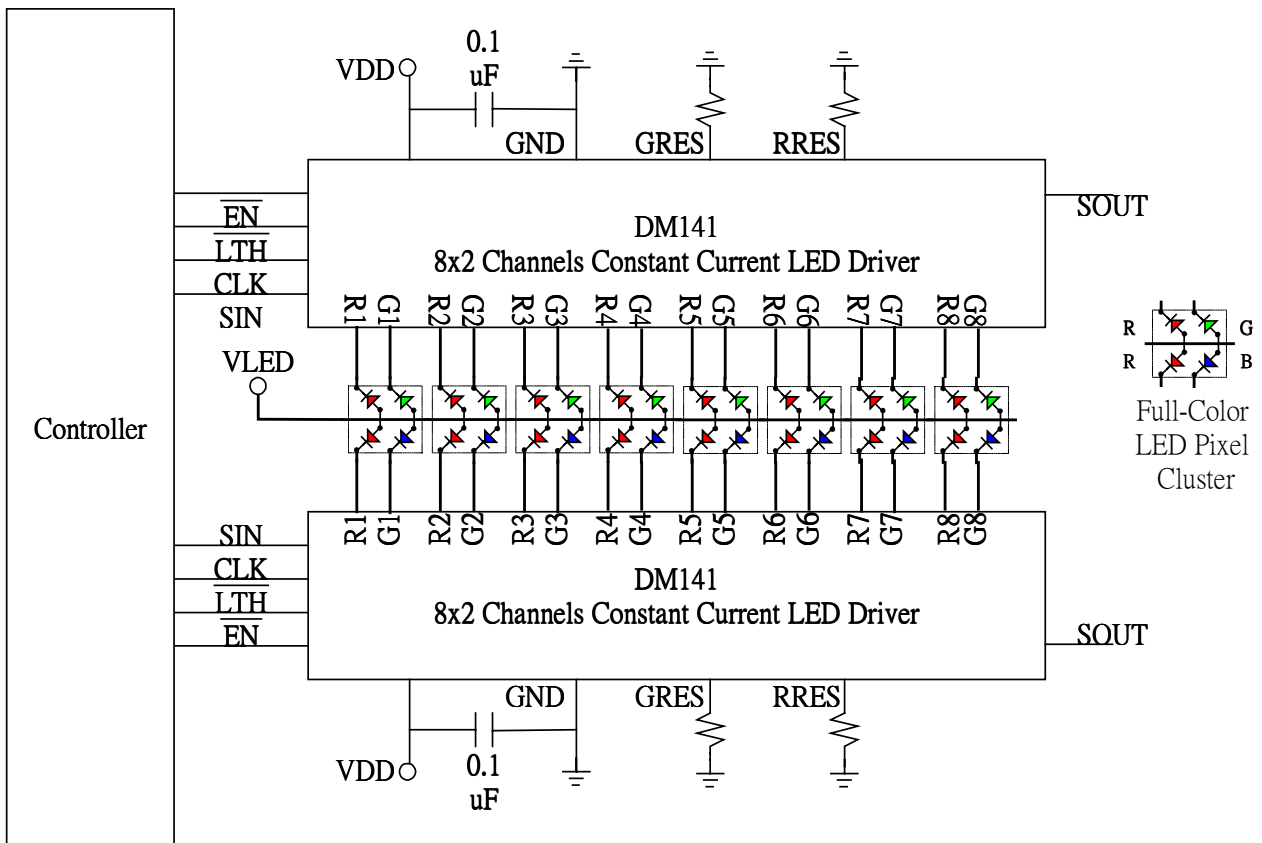 0.1
uF
VDD
GND
GRES
RRES
EN
LTH
CLK
SIN
DM141
8x2 Channels Constant Current LED Driver
SOUT
R1 G1 R2 G2 R3 G3 R4 G4 R5 G5 R6 G6 R7 G7 R8 G8
VLED
Controller
R G
R B
Full-Color
LED Pixel
Cluster
R1 G1 R2 G2 R3 G3 R4 G4 R5 G5 R6 G6 R7 G7 R8 G8
SIN
CLK
LTH
EN
DM141
8x2 Channels Constant Current LED Driver
SOUT
GND
GRES
RRES
VDD
0.1
uF